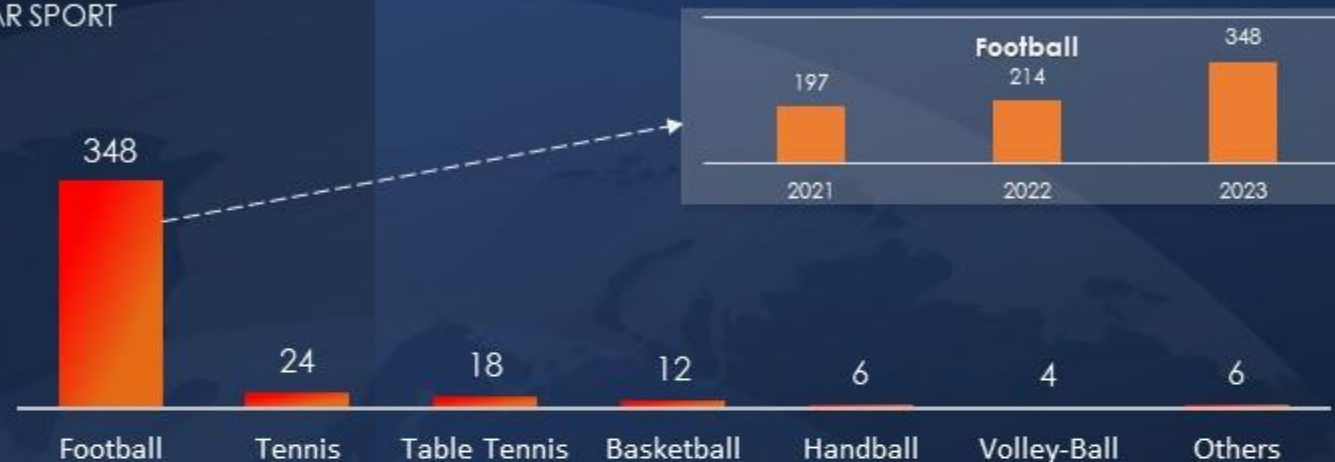 AR SPORT
Football
197 214 348
2021 2022 2023
348 24 18 12 6 4 6
Football Tennis Table Tennis Basketball Handball Volley-Ball Others